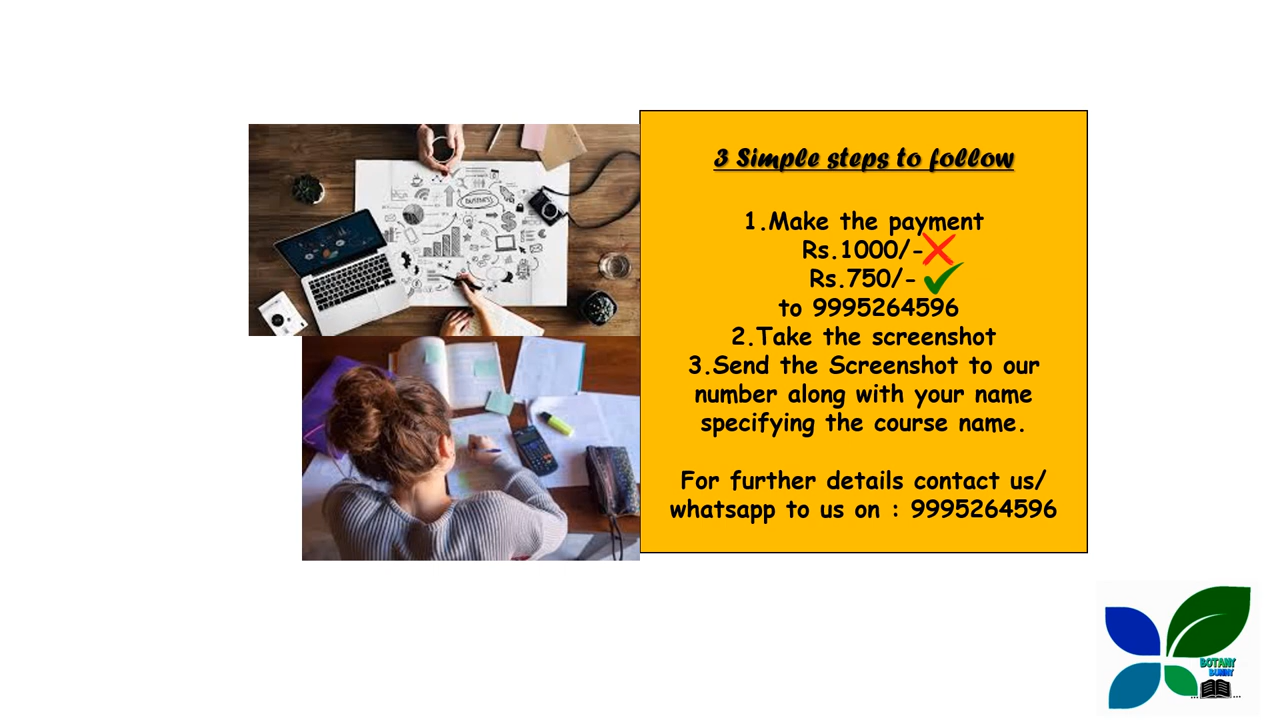 BUSINESS
3 Simple steps to follow
1.Make the payment
Rs.1000/-
Rs.750/-
to 9995264596
2.Take the screenshot
3.Send the Screenshot to our
number along with your name
specifying the course name.
For further details contact us/
whatsapp to us on : 9995264596
BOTANY
BUNNY